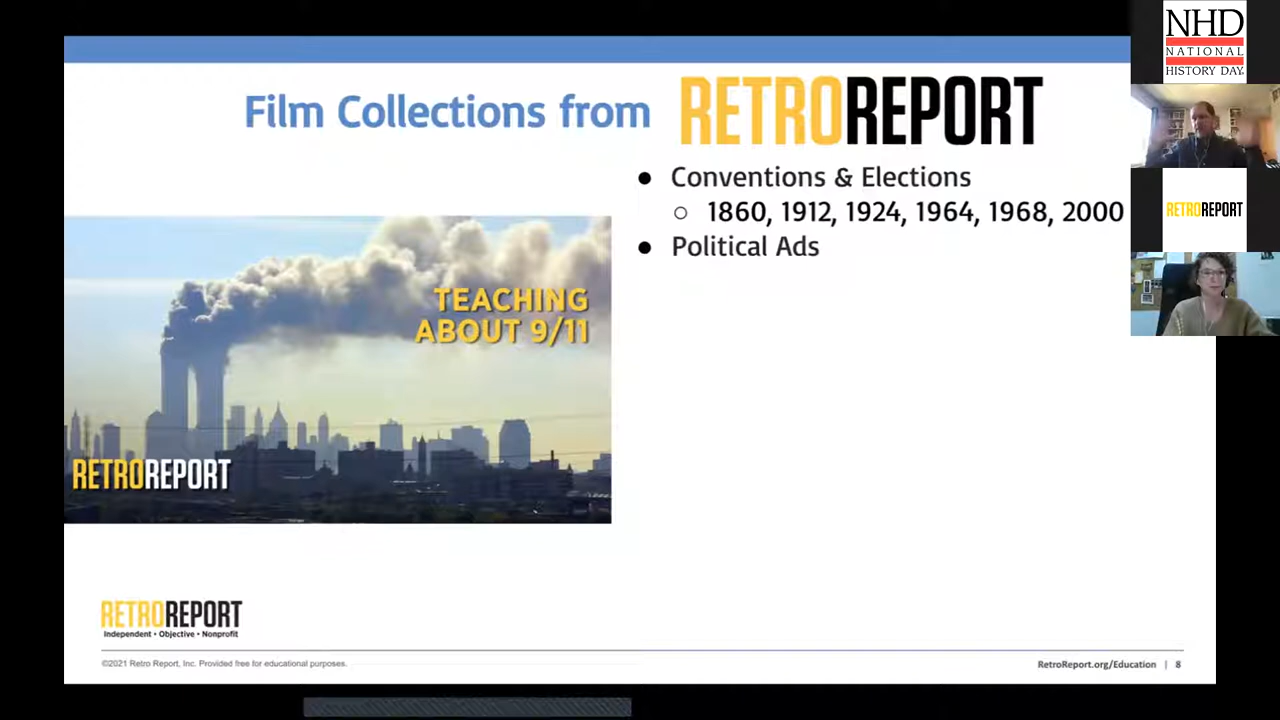 Film Collections from RETROREPORT
• Conventions & Elections
○ 1860, 1912, 1924, 1964, 1968, 2000
• Political Ads
TEACHING
ABOUT 9/11
RETROREPORT
RETROREPORT
Independent • Objective • Nonprofit
©2021 Retro Report, Inc. Provided free for educational purposes.
RetroReport.org/Education | 8
NHD
NATIONAL
HISTORY DAY
RETROREPORT